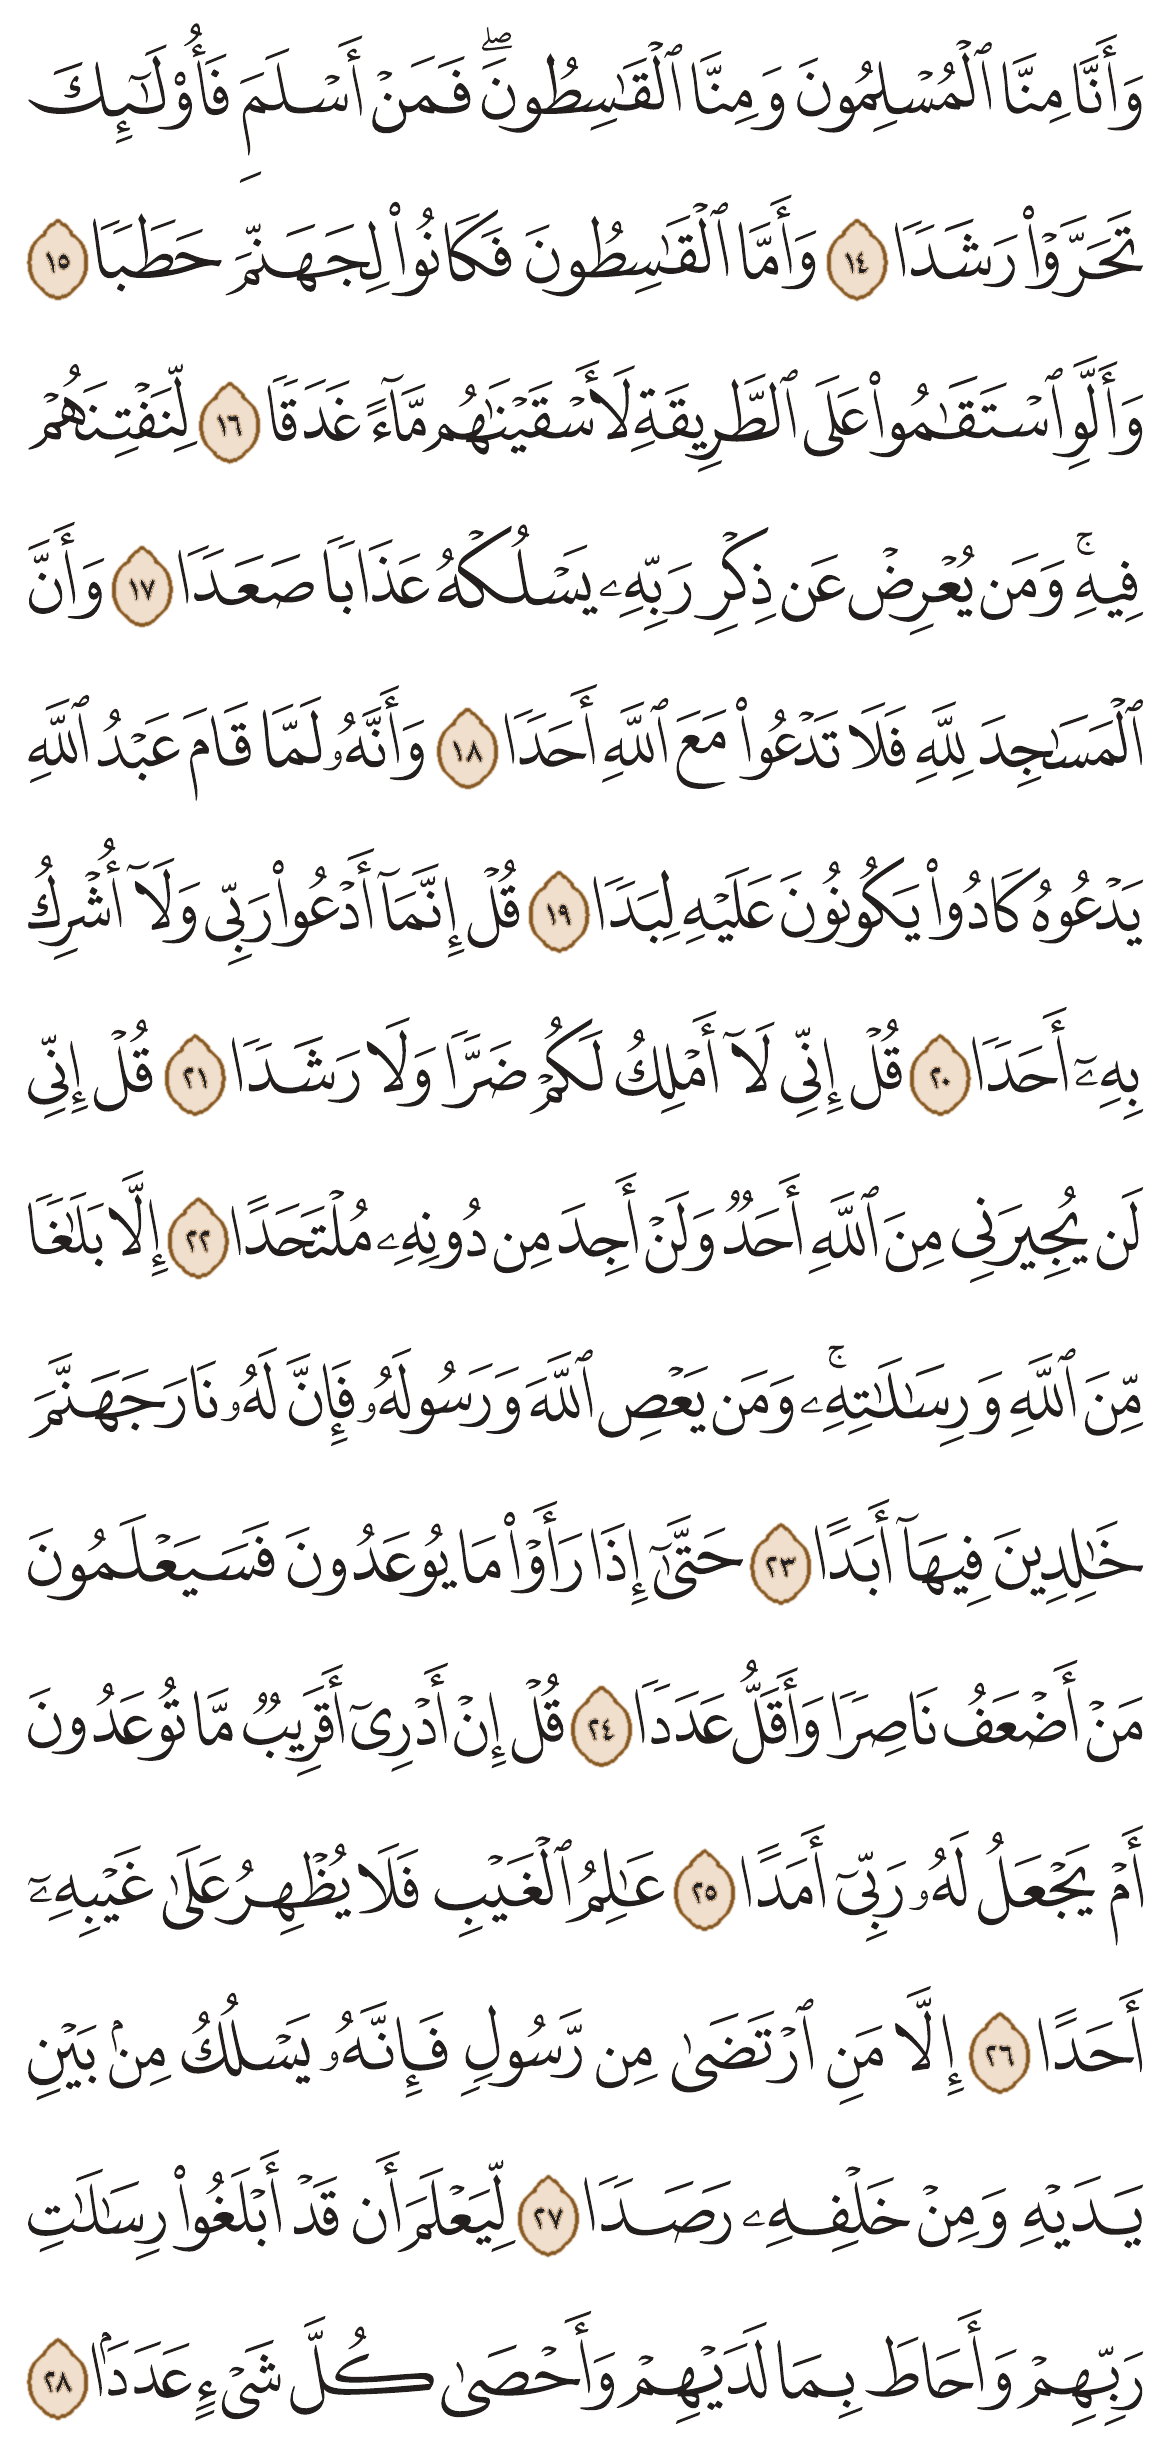 وَأَنَّا مِنَّا ٱلْمُسْلِمُونَ وَمِنَّا ٱلْقَٰسِطُونَۖ فَمَنْ أَسْلَمَ فَأُو۟لَٰٓئِكَ
تَحَرَّوْا۟ رَشَدًا ١٤ وَأَمَّا ٱلْقَٰسِطُونَ فَكَانُوا۟ لِجَهَنَّمَ حَطَبًا ١٥
وَأَلَّوِ ٱسْتَقَٰمُوا۟ عَلَى ٱلطَّرِيقَةِ لَأَسْقَيْنَٰهُم مَّآءً غَدَقًا ١٦ لِّنَفْتِنَهُمْ
فِيهِۚ وَمَن يُعْرِضْ عَن ذِكْرِ رَبِّهِۦ يَسْلُكْهُ عَذَابًا صَعَدًا ١٧ وَأَنَّ
ٱلْمَسَٰجِدَ لِلَّهِ فَلَا تَدْعُوا۟ مَعَ ٱللَّهِ أَحَدًا ١٨ وَأَنَّهُۥ لَمَّا قَامَ عَبْدُ ٱللَّهِ
يَدْعُوهُ كَادُوا۟ يَكُونُونَ عَلَيْهِ لِبَدًا ١٩ قُلْ إِنَّمَآ أَدْعُوا۟ رَبِّى وَلَآ أُشْرِكُ
بِهِۦٓ أَحَدًا ٢٠ قُلْ إِنِّى لَآ أَمْلِكُ لَكُمْ ضَرًّا وَلَا رَشَدًا ٢١ قُلْ إِنِّى
لَن يُجِيرَنِى مِنَ ٱللَّهِ أَحَدٌ وَلَنْ أَجِدَ مِن دُونِهِۦ مُلْتَحَدًا ٢٢ إِلَّا بَلَٰغًا
مِّنَ ٱللَّهِ وَرِسَٰلَٰتِهِۦۚ وَمَن يَعْصِ ٱللَّهَ وَرَسُولَهُۥ فَإِنَّ لَهُۥ نَارَ جَهَنَّمَ
خَٰلِدِينَ فِيهَآ أَبَدًا ٢٣ حَتَّىٰٓ إِذَا رَأَوْا۟ مَا يُوعَدُونَ فَسَيَعْلَمُونَ
مَنْ أَضْعَفُ نَاصِرًا وَأَقَلُّ عَدَدًا ٢٤ قُلْ إِنْ أَدْرِىٓ أَقَرِيبٌ مَّا تُوعَدُونَ
أَمْ يَجْعَلُ لَهُۥ رَبِّىٓ أَمَدًا ٢٥ عَٰلِمُ ٱلْغَيْبِ فَلَا يُظْهِرُ عَلَىٰ غَيْبِهِۦٓ
أَحَدًا ٢٦ إِلَّا مَنِ ٱرْتَضَىٰ مِن رَّسُولٍ فَإِنَّهُۥ يَسْلُكُ مِنۢ بَيْنِ
يَدَيْهِ وَمِنْ خَلْفِهِۦ رَصَدًا ٢٧ لِّيَعْلَمَ أَن قَدْ أَبْلَغُوا۟ رِسَٰلَٰتِ
رَبِّهِمْ وَأَحَاطَ بِمَا لَدَيْهِمْ وَأَحْصَىٰ كُلَّ شَىْءٍ عَدَدَۢا ٢٨